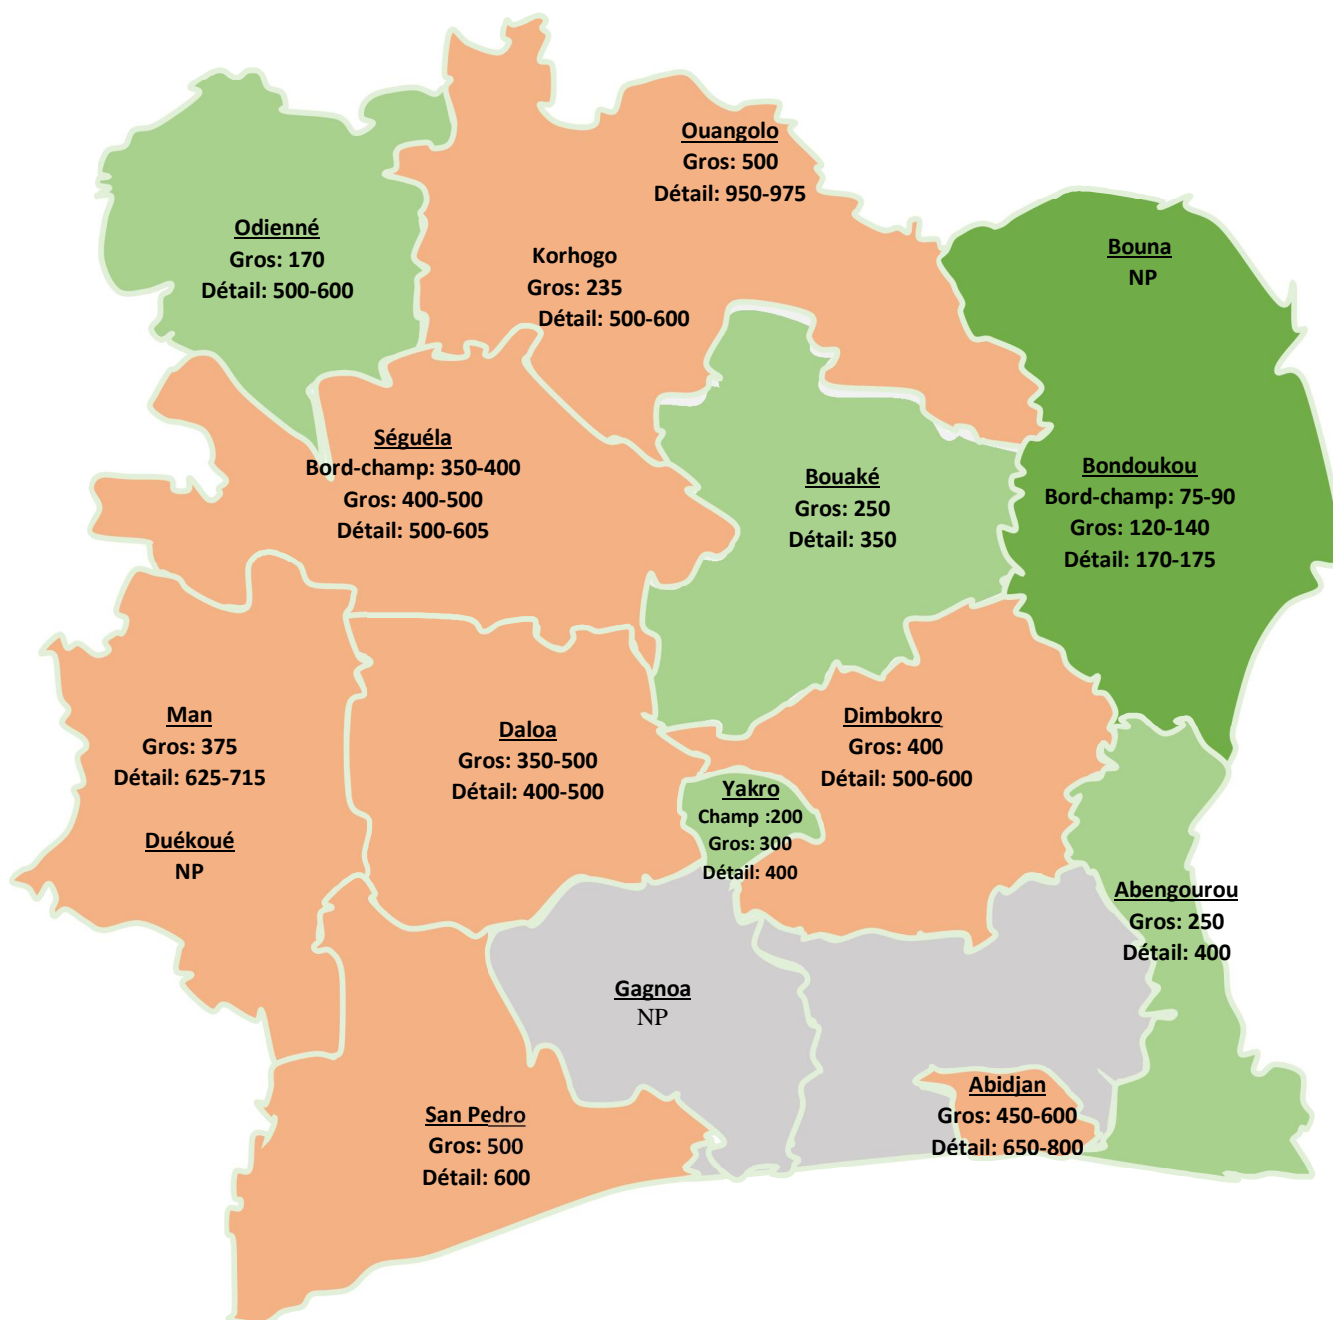 Ouangolo
Gros: 500
Détail: 950-975
Odienné
Gros: 170
Détail: 500-600
Korhogo
Gros: 235
Détail: 500-600
Bouna
NP
Séguéla
Bord-champ: 350-400
Gros: 400-500
Détail: 500-605
Bouaké
Gros: 250
Détail: 350
Bondoukou
Bord-champ: 75-90
Gros: 120-140
Détail: 170-175
Man
Gros: 375
Détail: 625-715
Duékoué
NP
Daloa
Gros: 350-500
Détail: 400-500
Dimbokro
Gros: 400
Détail: 500-600
Yakro
Champ :200
Gros: 300
Détail: 400
Abengourou
Gros: 250
Détail: 400
Gagnoa
NP
San Pedro
Gros: 500
Détail: 600
Abidjan
Gros: 450-600
Détail: 650-800